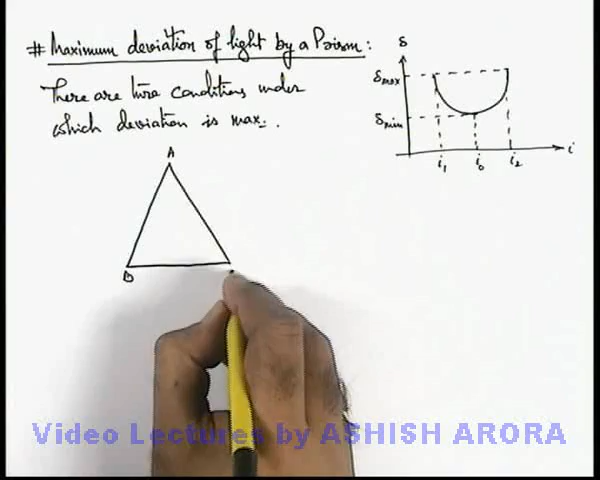 # Maximum deviation of light by a Prism :
There are two conditions under
which deviation is max.
δ
δmax
δmin
i₁ i₀ i₂ i
A
B
Video Lectures by ASHISH ARORA